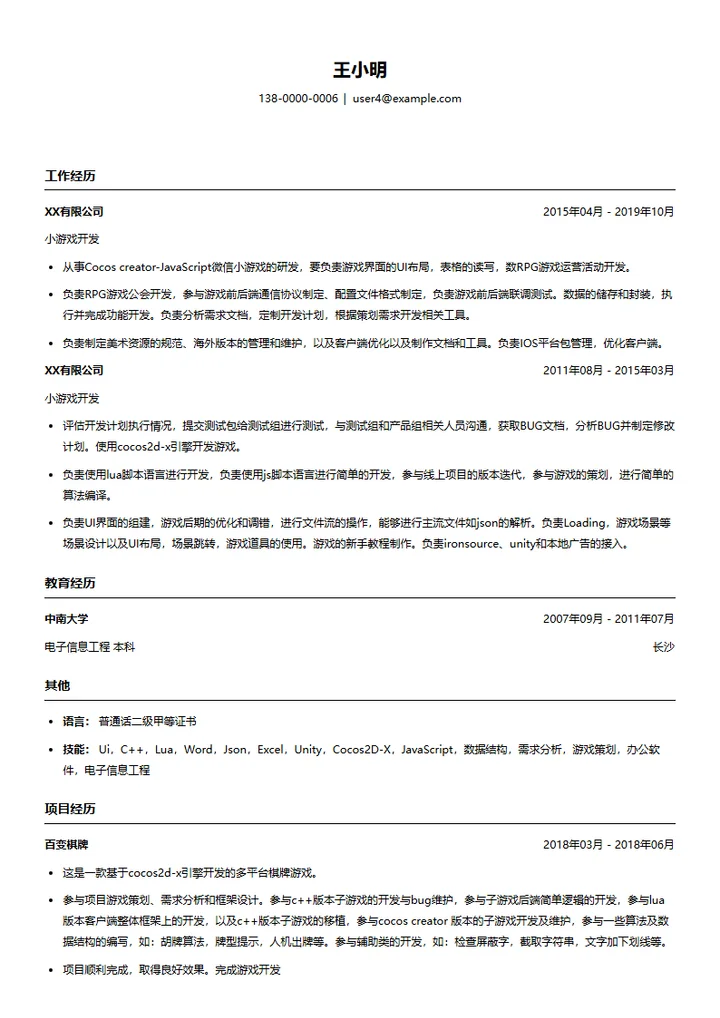 王小明
138-0000-0006 | user4@example.com
工作经历
XX有限公司 2015年04月 - 2019年10月
小游戏开发
• 从事Cocos creator-JavaScript微信小游戏的研发，要负责游戏界面的UI布局，表格的读写，数RPG游戏运营活动开发。
• 负责RPG游戏公会开发，参与游戏前后端通信协议制定、配置文件格式制定，负责游戏前后端联调测试。数据的储存和封装，执
行并完成功能开发。负责分析需求文档，定制开发计划，根据策划需求开发相关工具。
• 负责制定美术资源的规范、海外版本的管理和维护，以及客户端优化以及制作文档和工具。负责IOS平台包管理，优化客户端。
XX有限公司 2011年08月 - 2015年03月
小游戏开发
• 评估开发计划执行情况，提交测试包给测试组进行测试，与测试组和产品组相关人员沟通，获取BUG文档，分析BUG并制定修改
计划。使用cocos2d-x引擎开发游戏。
• 负责使用lua脚本语言进行开发，负责使用js脚本语言进行简单的开发，参与线上项目的版本迭代，参与游戏的策划，进行简单的
算法编译。
• 负责UI界面的组建，游戏后期的优化和调错，进行文件流的操作，能够进行主流文件如json的解析。负责Loading，游戏场景等
场景设计以及UI布局，场景跳转，游戏道具的使用。游戏的新手教程制作。负责ironsource、unity和本地广告的接入。
教育经历
中南大学 2007年09月 - 2011年07月
电子信息工程 本科 长沙
其他
• 语言： 普通话二级甲等证书
• 技能： Ui，C++，Lua，Word，Json，Excel，Unity，Cocos2D-X，JavaScript，数据结构，需求分析，游戏策划，办公软
件，电子信息工程
项目经历
百变棋牌 2018年03月 - 2018年06月
• 这是一款基于cocos2d-x引擎开发的多平台棋牌游戏。
• 参与项目游戏策划、需求分析和框架设计。参与c++版本子游戏的开发与bug维护，参与子游戏后端简单逻辑的开发，参与lua
版本客户端整体框架上的开发，以及c++版本子游戏的移植，参与cocos creator 版本的子游戏开发及维护，参与一些算法及数
据结构的编写，如：胡牌算法，牌型提示，人机出牌等。参与辅助类的开发，如：检查屏蔽字，截取字符串，文字加下划线等。
• 项目顺利完成，取得良好效果。完成游戏开发